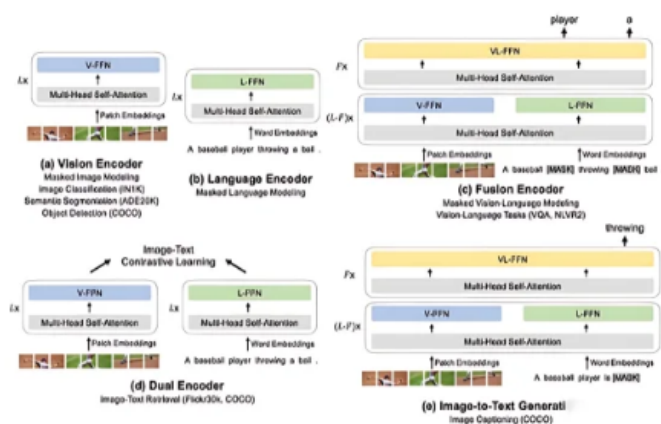 V-FFN
Lx
Multi-Head Self-Attention
Patch Embeddings
(a) Vision Encoder
Masked Image Modeling
Image Classification (IN1K)
Semantic Segmentation (ADE20K)
Object Detection (COCO)
L-FFN
Lx
Multi-Head Self-Attention
Word Embeddings
A baseball player throwing a ball .
(b) Language Encoder
Masked Language Modeling
player a
VL-FFN
Fx
Multi-Head Self-Attention
V-FFN L-FFN
(L-F)x
Multi-Head Self-Attention
Patch Embeddings Word Embeddings
A baseball [MASK] throwing [MASK] ball
(c) Fusion Encoder
Masked Vision-Language Modeling
Vision-Language Tasks (VQA, NLVR2)
Image-Text
Contrastive Learning
V-FFN L-FFN
Lx Lx
Multi-Head Self-Attention Multi-Head Self-Attention
Patch Embeddings Word Embeddings
A baseball player throwing a ball .
(d) Dual Encoder
Image-Text Retrieval (Flickr30k, COCO)
throwing
VL-FFN
Fx
Multi-Head Self-Attention
V-FFN L-FFN
(L-F)x
Multi-Head Self-Attention
Patch Embeddings Word Embeddings
A baseball player is [MASK]
(e) Image-to-Text Generati
Image Captioning (COCO)